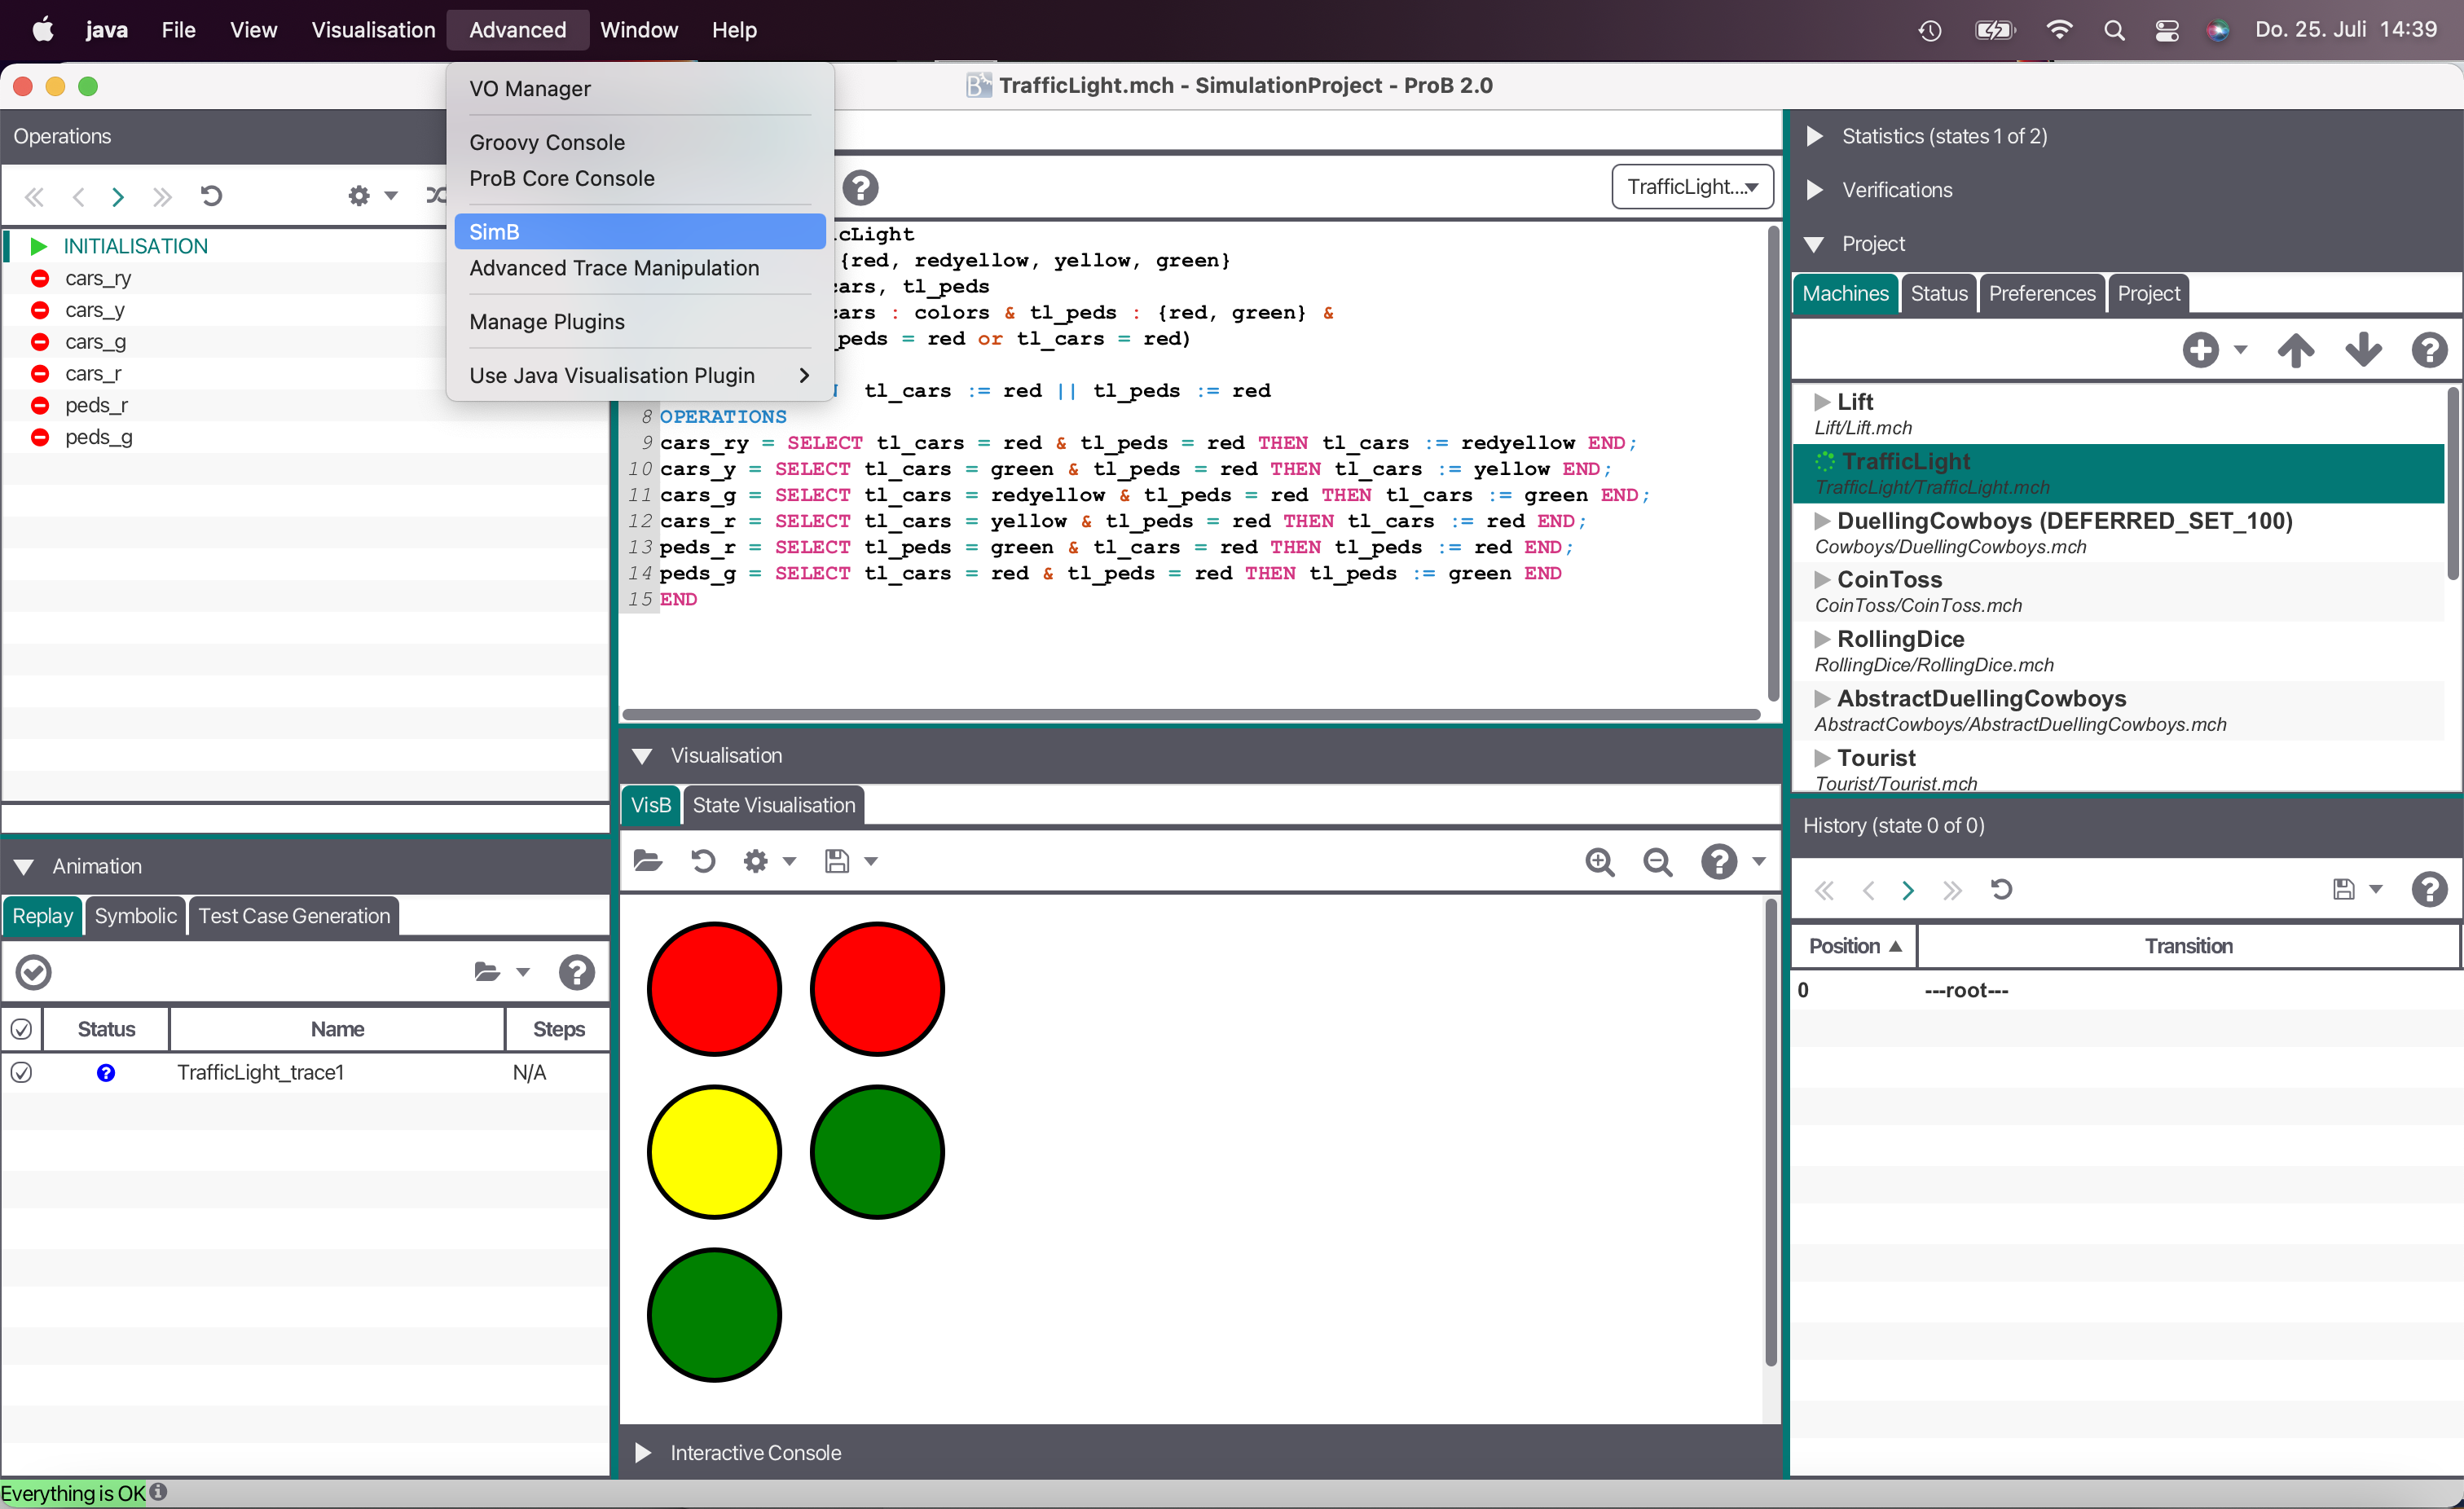 java File View Visualisation Advanced Window Help Do. 25. Juli 14:39
TrafficLight.mch - SimulationProject - ProB 2.0
VO Manager
Groovy Console
ProB Core Console
SimB
Advanced Trace Manipulation
Manage Plugins
Use Java Visualisation Plugin
Operations
INITIALISATION
cars_ry
cars_y
cars_g
cars_r
peds_r
peds_g
Animation
Replay Symbolic Test Case Generation
Status Name Steps
TrafficLight_trace1 N/A
TrafficLight....
cLight
{red, redyellow, yellow, green}
cars, tl_peds
cars : colors & tl_peds : {red, green} &
peds = red or tl_cars = red)
tl_cars := red || tl_peds := red
8 OPERATIONS
9 cars_ry = SELECT tl_cars = red & tl_peds = red THEN tl_cars := redyellow END;
10 cars_y = SELECT tl_cars = green & tl_peds = red THEN tl_cars := yellow END;
11 cars_g = SELECT tl_cars = redyellow & tl_peds = red THEN tl_cars := green END;
12 cars_r = SELECT tl_cars = yellow & tl_peds = red THEN tl_cars := red END;
13 peds_r = SELECT tl_peds = green & tl_cars = red THEN tl_peds := red END;
14 peds_g = SELECT tl_cars = red & tl_peds = red THEN tl_peds := green END
15 END
Visualisation
VisB State Visualisation
Interactive Console
Statistics (states 1 of 2)
Verifications
Project
Machines Status Preferences Project
Lift
Lift/Lift.mch
TrafficLight
TrafficLight/TrafficLight.mch
DuellingCowboys (DEFERRED_SET_100)
Cowboys/DuellingCowboys.mch
CoinToss
CoinToss/CoinToss.mch
RollingDice
RollingDice/RollingDice.mch
AbstractDuellingCowboys
AbstractCowboys/AbstractDuellingCowboys.mch
Tourist
Tourist/Tourist.mch
History (state 0 of 0)
Position Transition
0 ---root---
Everything is OK